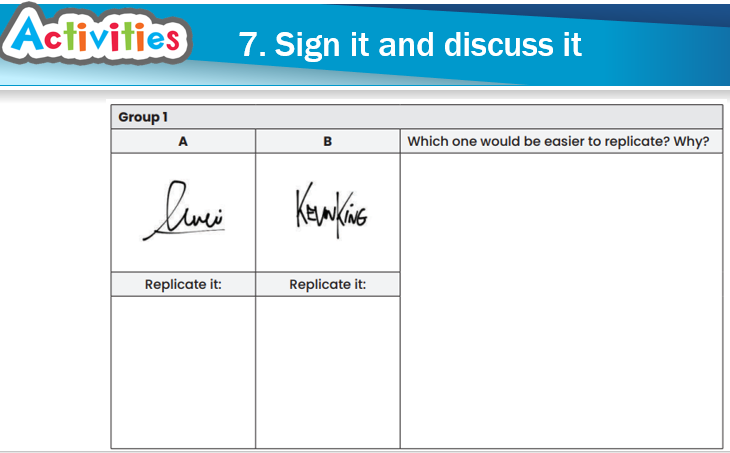 Activities
7. Sign it and discuss it
Group 1
A
B
Which one would be easier to replicate? Why?
KEVINKING
Replicate it:
Replicate it: